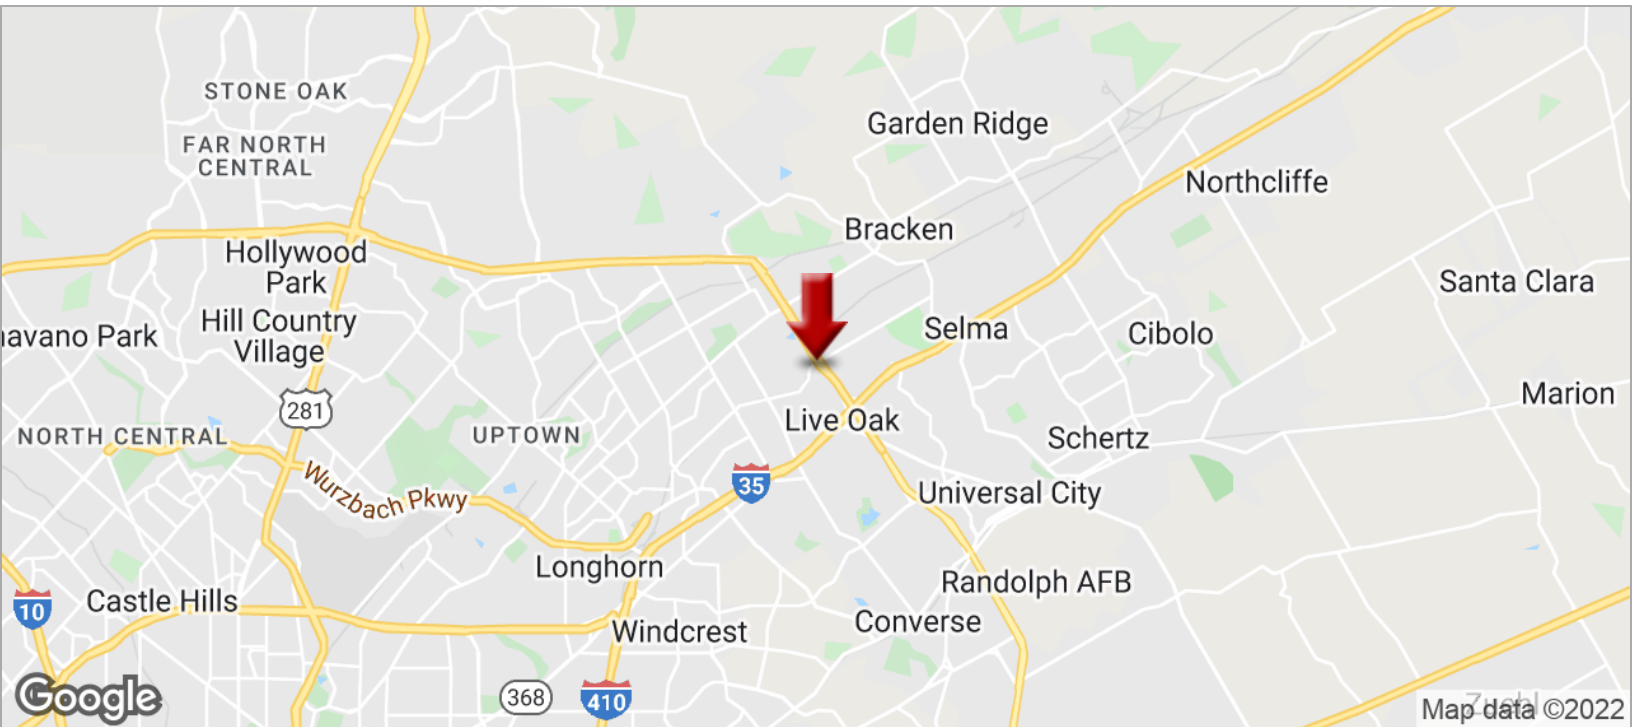 STONE OAK
Garden Ridge
FAR NORTH
CENTRAL
Northcliffe
Bracken
Hollywood
Park
Santa Clara
Hill Country
Village
avano Park
Selma
Cibolo
Marion
281
Live Oak
NORTH CENTRAL
UPTOWN
Schertz
Wurzbach Pkwy
35
Universal City
Longhorn
Randolph AFB
10
Castle Hills
Converse
Windcrest
Google
368
410
Zuehl
Map data ©2022